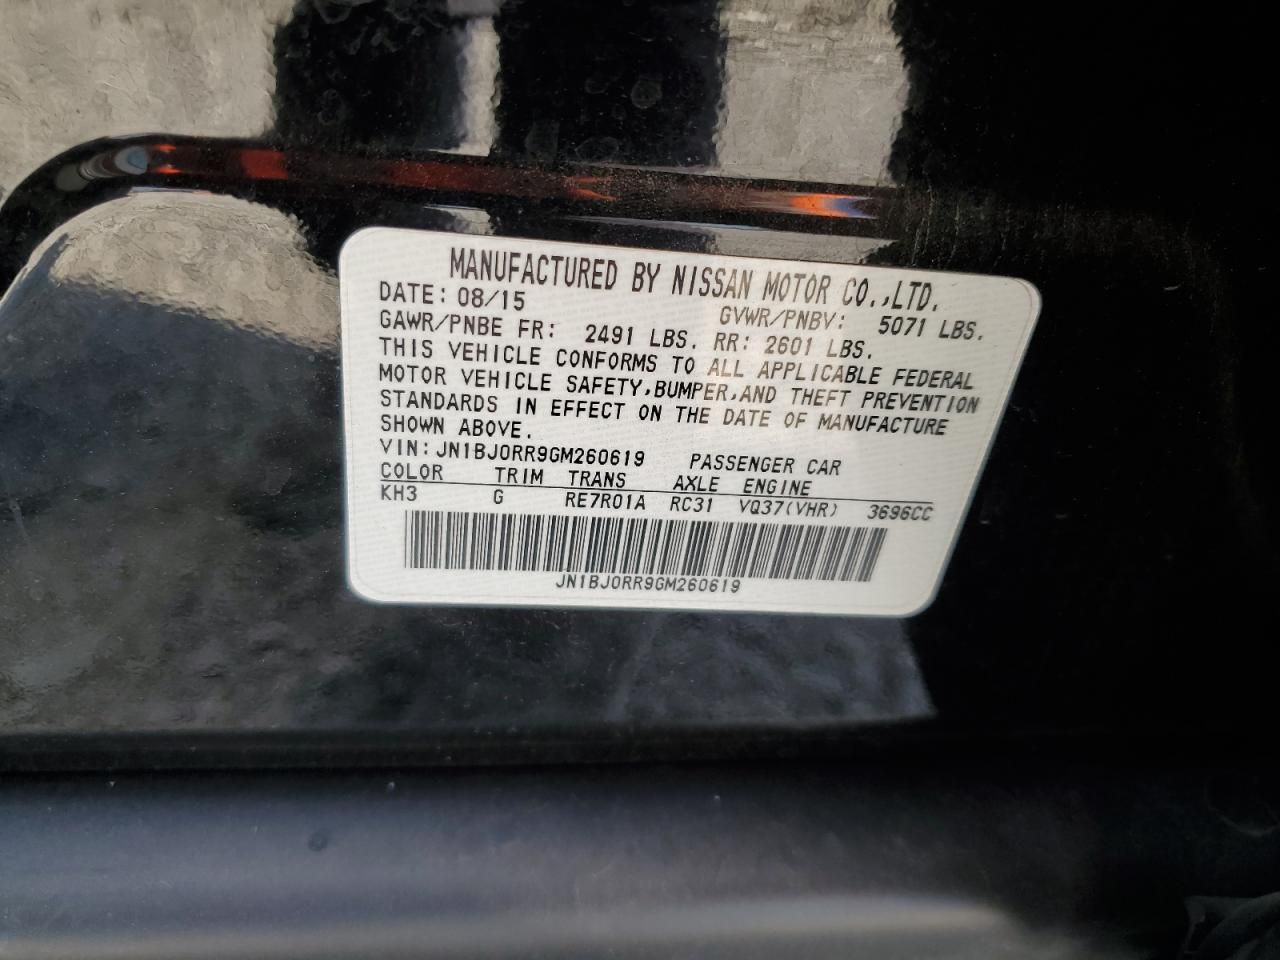 MANUFACTURED BY NISSAN MOTOR CO.,LTD.
DATE: 08/15 GVWR/PNBV: 5071 LBS.
GAWR/PNBE FR: 2491 LBS. RR: 2601 LBS.
THIS VEHICLE CONFORMS TO ALL APPLICABLE FEDERAL
MOTOR VEHICLE SAFETY,BUMPER,AND THEFT PREVENTION
STANDARDS IN EFFECT ON THE DATE OF MANUFACTURE
SHOWN ABOVE.
VIN: JN1BJ0RR9GM260619 PASSENGER CAR
COLOR TRIM TRANS AXLE ENGINE
KH3 G RE7R01A RC31 VQ37(VHR) 3696CC
JN1BJ0RR9GM260619